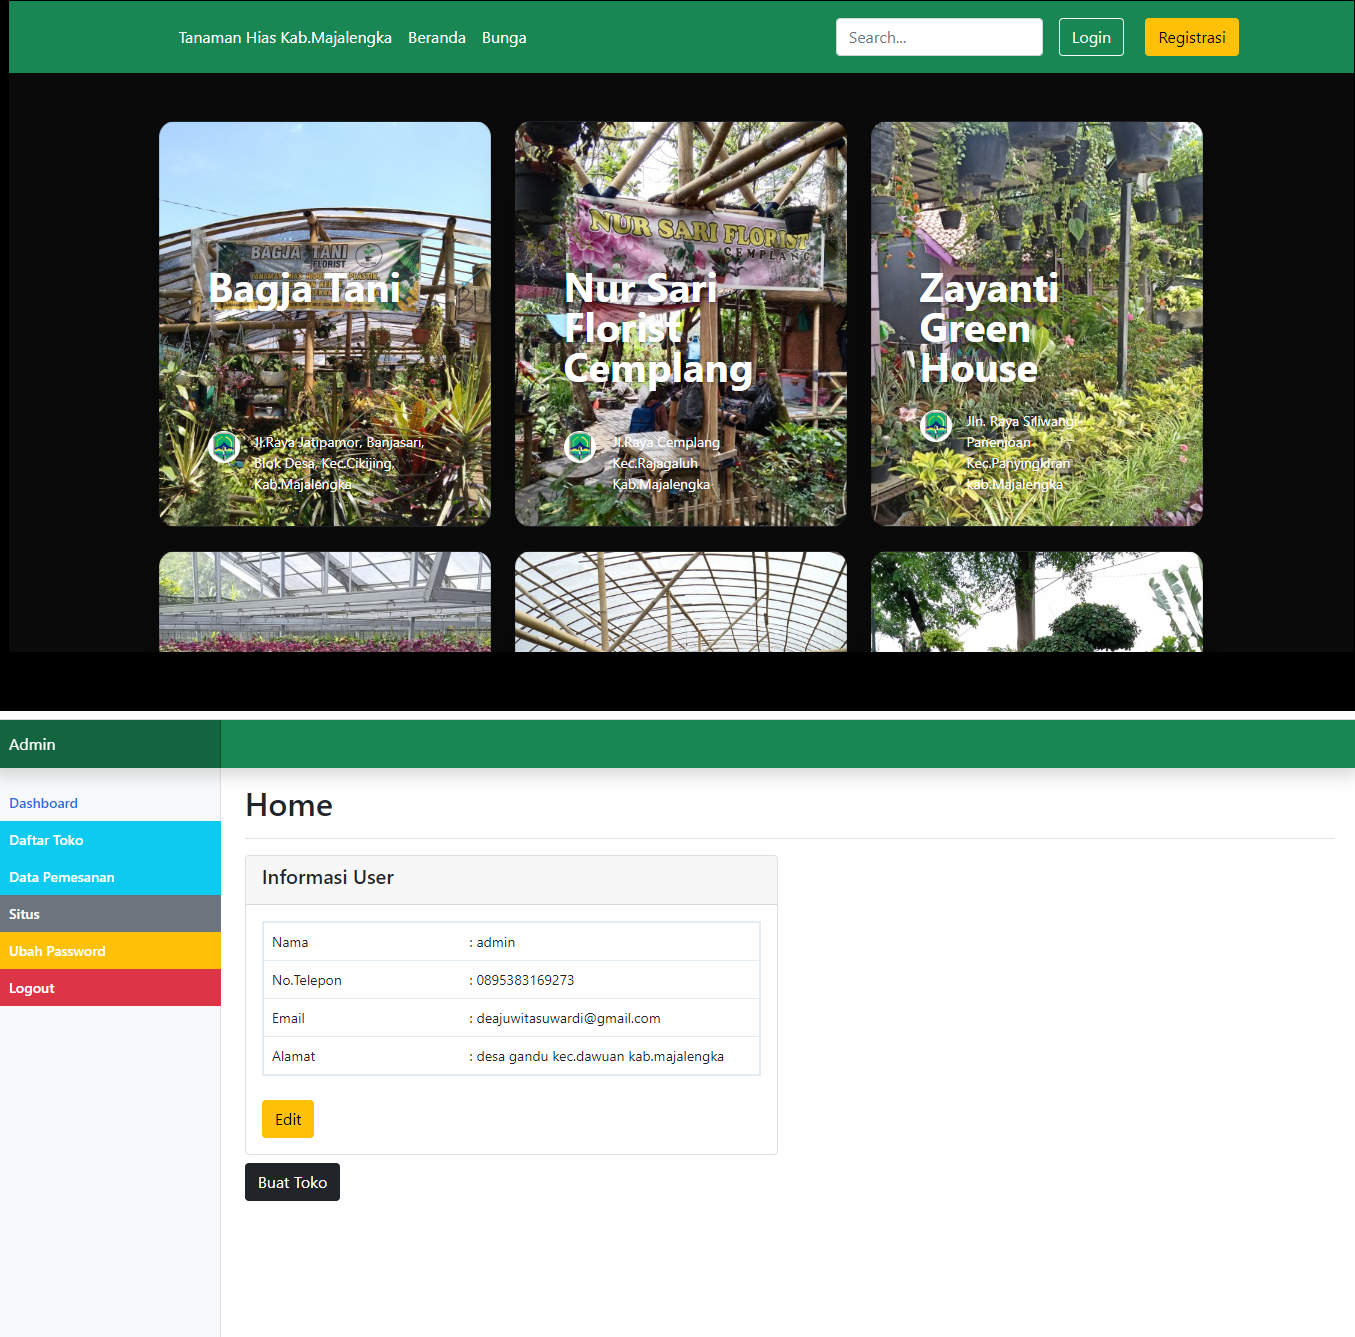 Tanaman Hias Kab.Majalengka Beranda Bunga Search... Login Registrasi
BAGJA TANI
FLORIST
Bagja Tani
Jl.Raya Jatipamor, Banjasari,
Blok Desa, Kec.Cikijing,
Kab.Majalengka
NUR SARI FLORIST
CEMPLANG
Nur Sari
Florist
Cemplang
Jl.Raya Cemplang
Kec.Rajagaluh
Kab.Majalengka
Zayanti
Green
House
Jln. Raya Siliwangi
Panenjoan
Kec.Panyingkiran
kab.Majalengka
Admin
Dashboard
Daftar Toko
Data Pemesanan
Situs
Ubah Password
Logout
Home
Informasi User
Nama : admin
No.Telepon : 0895383169273
Email : deajuwitasuwardi@gmail.com
Alamat : desa gandu kec.dawuan kab.majalengka
Edit
Buat Toko